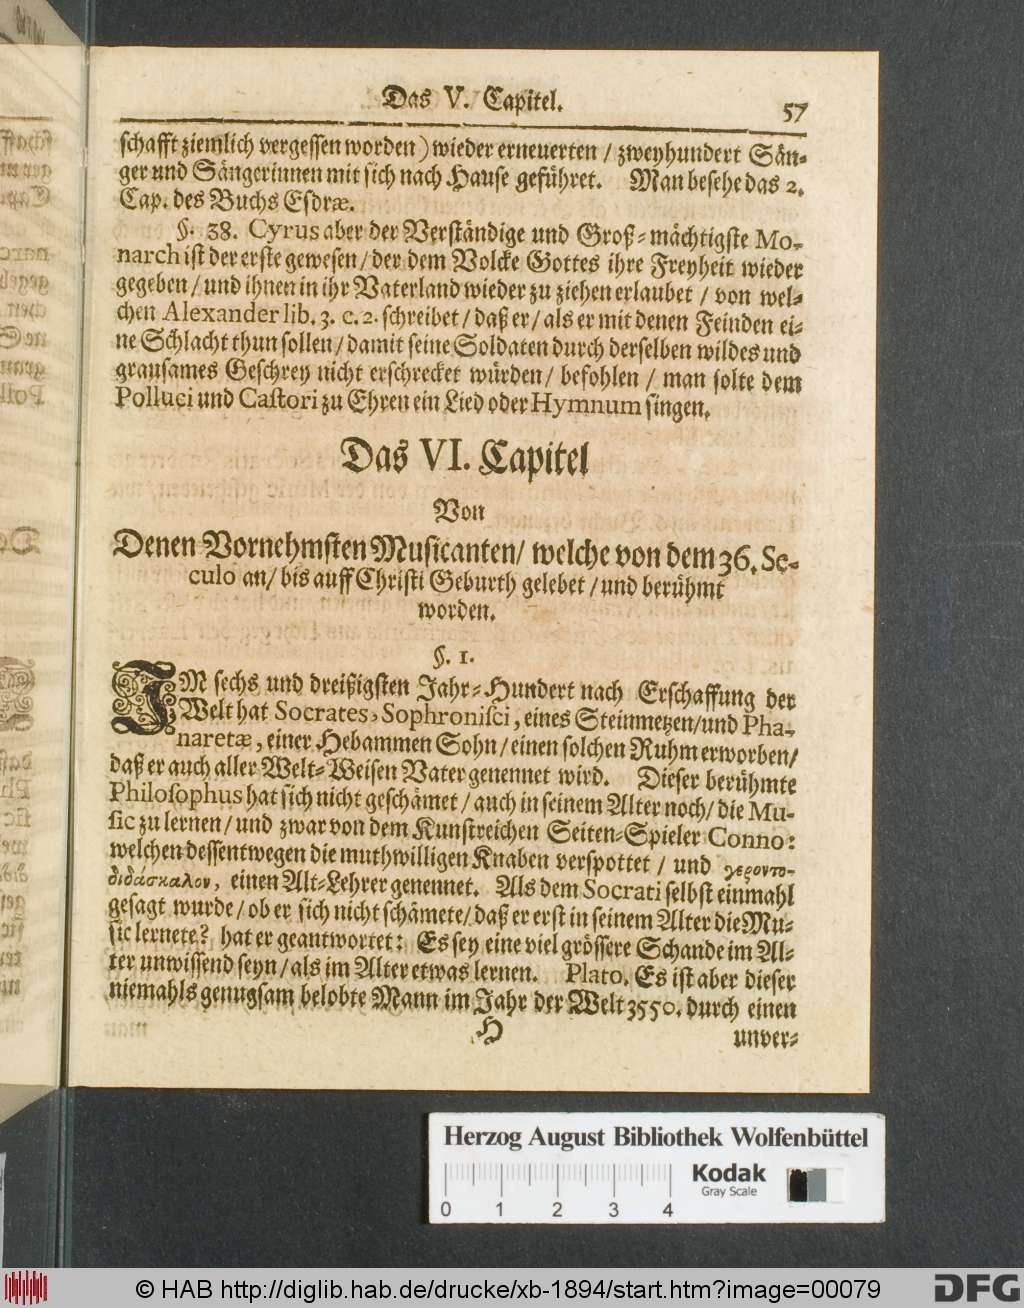 Das V. Capitel.
57
schafft ziemlich vergessen worden) wieder erneuerten / zweyhundert Sän-
ger und Sängerinnen mit sich nach Hause geführet. Man besehe das 2.
Cap. des Buchs Esdræ.
§. 38. Cyrus aber der Verständige und Groß-mächtigste Mo-
narch ist der erste gewesen / der dem Volcke Gottes ihre Freyheit wieder
gegeben / und ihnen in ihr Vaterland wieder zu ziehen erlaubet / von wel-
chen Alexander lib. 3. c. 2. schreibet / daß er / als er mit denen Feinden ei-
ne Schlacht thun sollen / damit seine Soldaten durch derselben wildes und
grausames Geschrey nicht erschrecket würden / befohlen / man solte dem
Polluci und Castori zu Ehren ein Lied oder Hymnum singen.
Das VI. Capitel
Von
Denen Vornehmsten Musicanten / welche von dem 36. Se-
culo an / bis auff Christi Geburth gelebet / und berühmt
worden.
§. 1.
IM sechs und dreißigsten Jahr-Hundert nach Erschaffung der
Welt hat Socrates, Sophronisci, eines Steinmetzen / und Pha-
naretæ, einer Hebammen Sohn / einen solchen Ruhm erworben /
daß er auch aller Welt-Weisen Vater genennet wird. Dieser berühmte
Philosophus hat sich nicht geschämet / auch in seinem Alter noch / die Mu-
sic zu lernen / und zwar von dem Kunstreichen Seiten-Spieler Conno:
welchen dessentwegen die muthwilligen Knaben verspottet / und γεροντο-
διδάσκαλον, einen Alt-Lehrer genennet. Als dem Socrati selbst einmahl
gesagt wurde / ob er sich nicht schämete / daß er erst in seinem Alter die Mu-
sic lernete? hat er geantwortet: Es sey eine viel grössere Schande im Al-
ter unwissend seyn / als im Alter etwas lernen. Plato. Es ist aber dieser
niemahls genugsam belobte Mann im Jahr der Welt 3550. durch einen
H
unver-
Herzog August Bibliothek Wolfenbüttel
Kodak
Gray Scale
0 1 2 3 4
© HAB http://diglib.hab.de/drucke/xb-1894/start.htm?image=00079
DFG